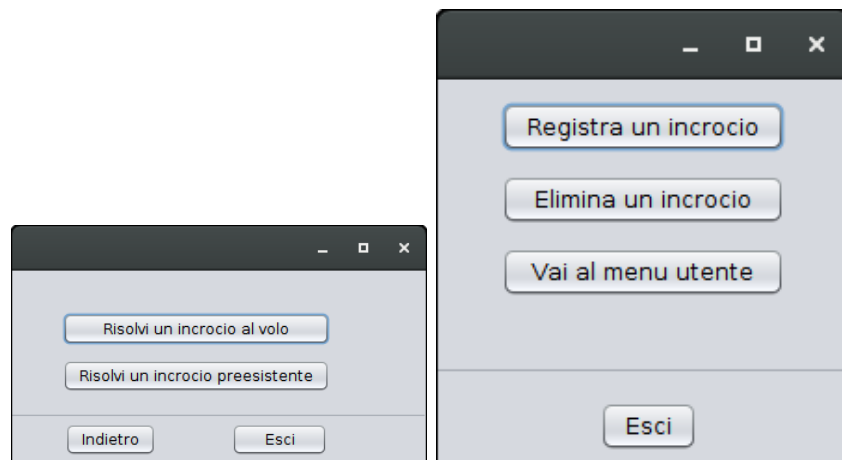 Risolvi un incrocio al volo
Risolvi un incrocio preesistente
Indietro Esci
Registra un incrocio
Elimina un incrocio
Vai al menu utente
Esci